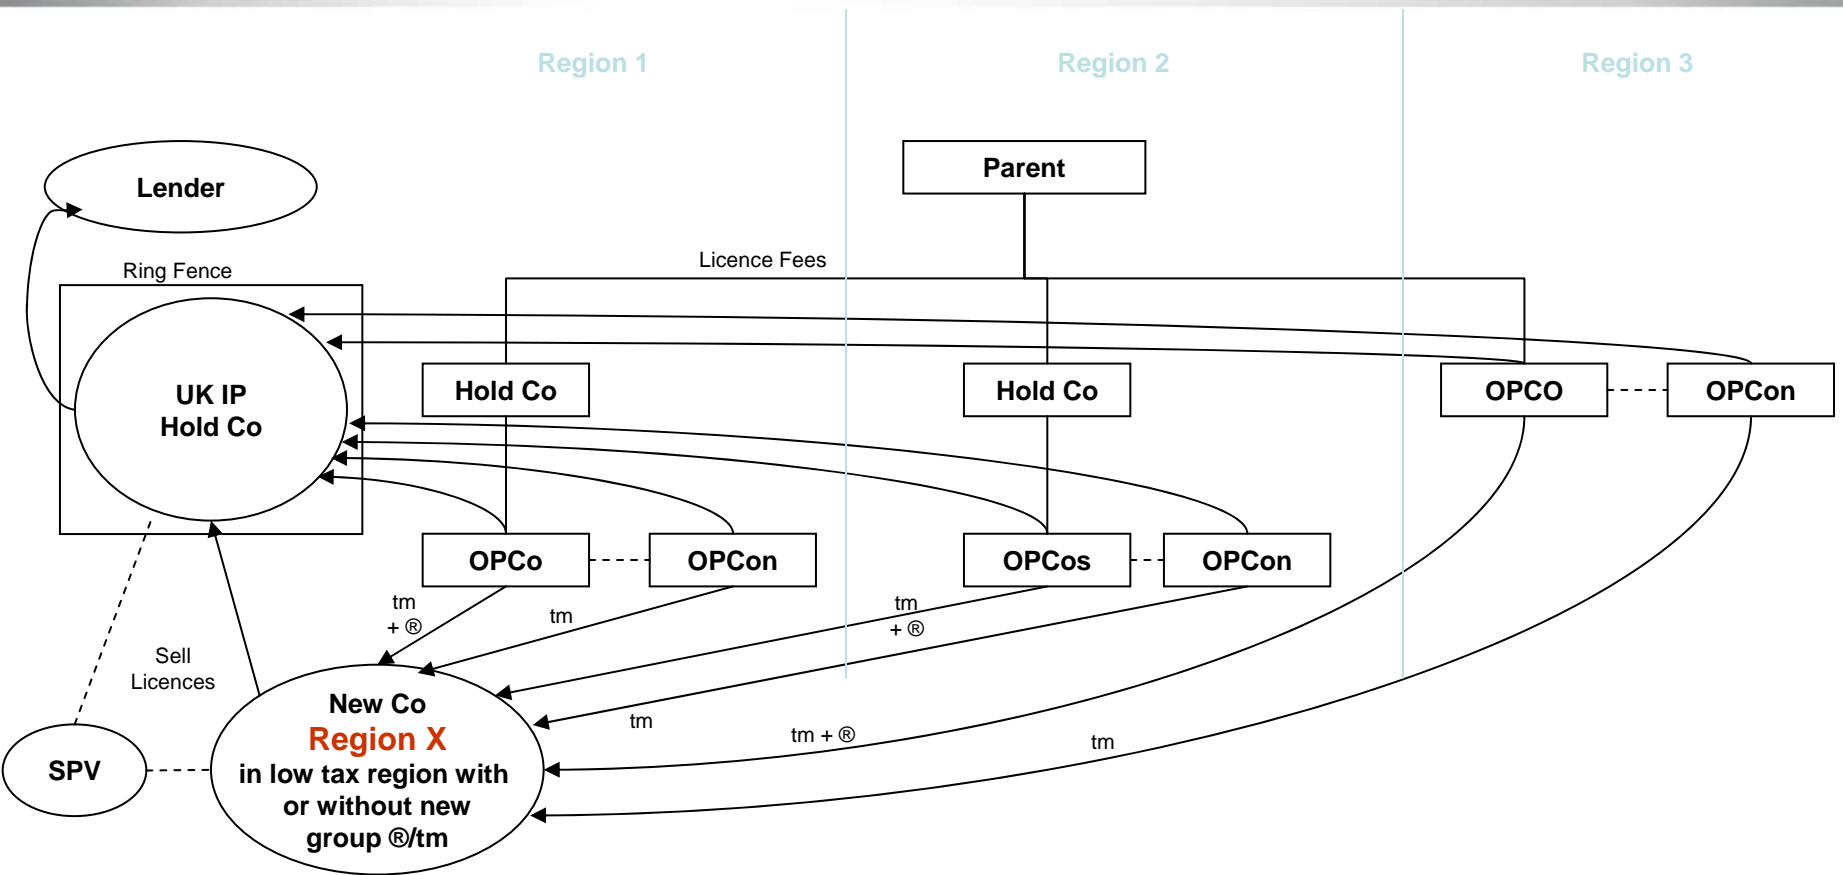 Region 1
Region 2
Region 3
Lender
Parent
Licence Fees
Ring Fence
UK IP
Hold Co
Hold Co
Hold Co
OPCO
OPCon
OPCo
OPCon
OPCos
OPCon
tm
+ ®
tm
tm
+ ®
Sell
Licences
New Co
Region X
in low tax region with
or without new
group ®/tm
tm
tm + ®
tm
SPV